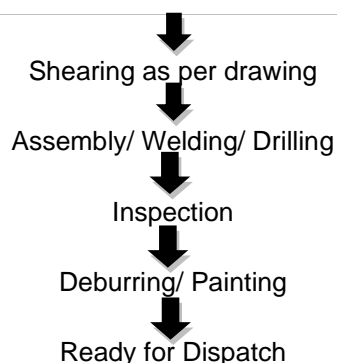 Shearing as per drawing
Assembly/ Welding/ Drilling
Inspection
Deburring/ Painting
Ready for Dispatch